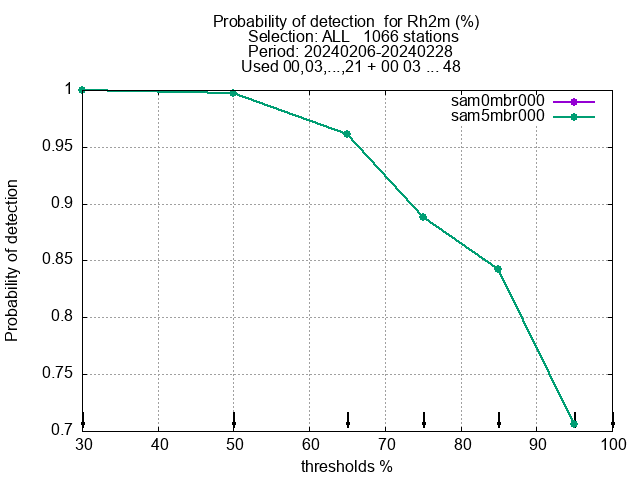 Probability of detection  for Rh2m (%)
Selection: ALL   1066 stations
Period: 20240206-20240228
Used 00,03,...,21 + 00 03 ... 48
sam0mbr000
sam5mbr000
1
0.95
0.9
0.85
0.8
0.75
0.7
Probability of detection
30 40 50 60 70 80 90 100
thresholds %